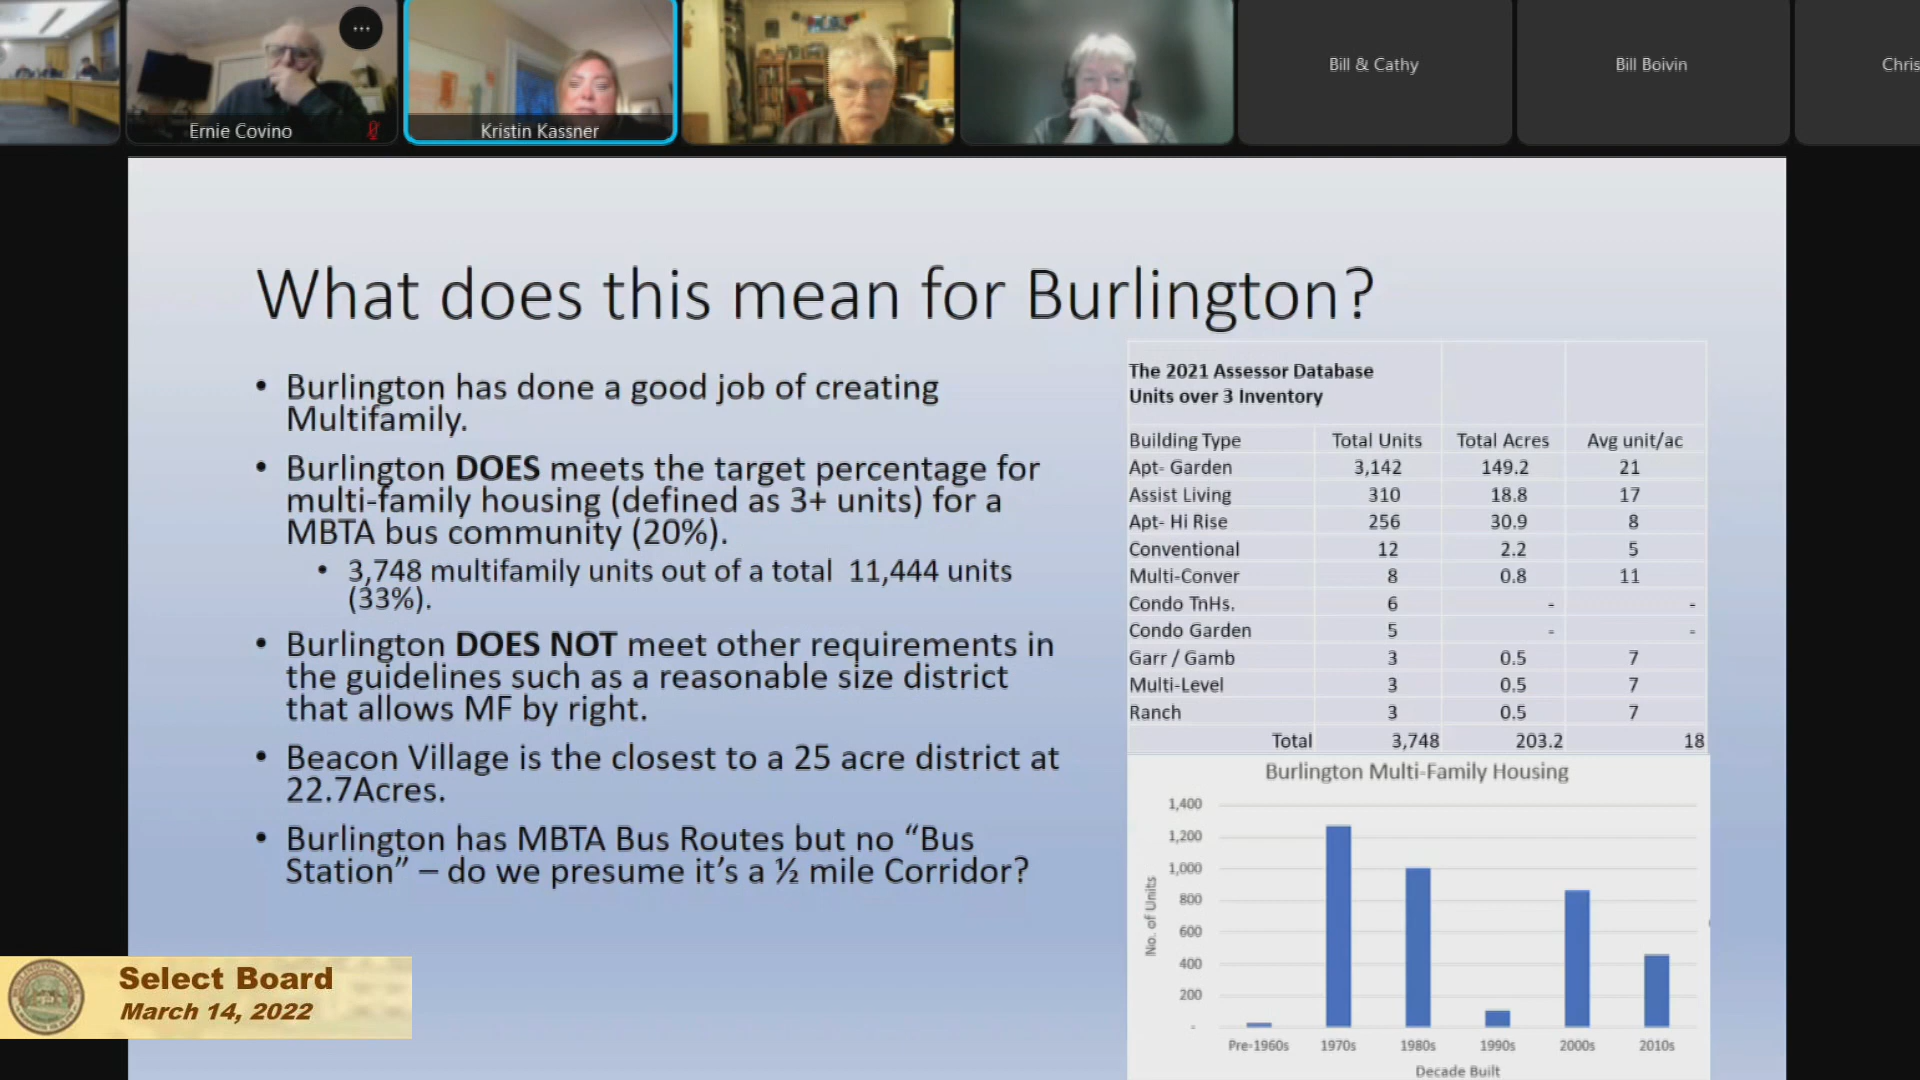 Ernie Covino
Kristin Kassner
Bill & Cathy
Bill Boivin
Chris
What does this mean for Burlington?
• Burlington has done a good job of creating
Multifamily.
• Burlington DOES meets the target percentage for
multi-family housing (defined as 3+ units) for a
MBTA bus community (20%).
• 3,748 multifamily units out of a total 11,444 units
(33%).
• Burlington DOES NOT meet other requirements in
the guidelines such as a reasonable size district
that allows MF by right.
• Beacon Village is the closest to a 25 acre district at
22.7Acres.
• Burlington has MBTA Bus Routes but no “Bus
Station” – do we presume it’s a ½ mile Corridor?
The 2021 Assessor Database
Units over 3 Inventory
Building Type Total Units Total Acres Avg unit/ac
Apt- Garden 3,142 149.2 21
Assist Living 310 18.8 17
Apt- Hi Rise 256 30.9 8
Conventional 12 2.2 5
Multi-Conver 8 0.8 11
Condo TnHs. 6 - -
Condo Garden 5 - -
Garr / Gamb 3 0.5 7
Multi-Level 3 0.5 7
Ranch 3 0.5 7
Total 3,748 203.2 18
Burlington Multi-Family Housing
No. of Units
1,400
1,200
1,000
800
600
400
200
-
Pre-1960s 1970s 1980s 1990s 2000s 2010s
Decade Built
Select Board
March 14, 2022